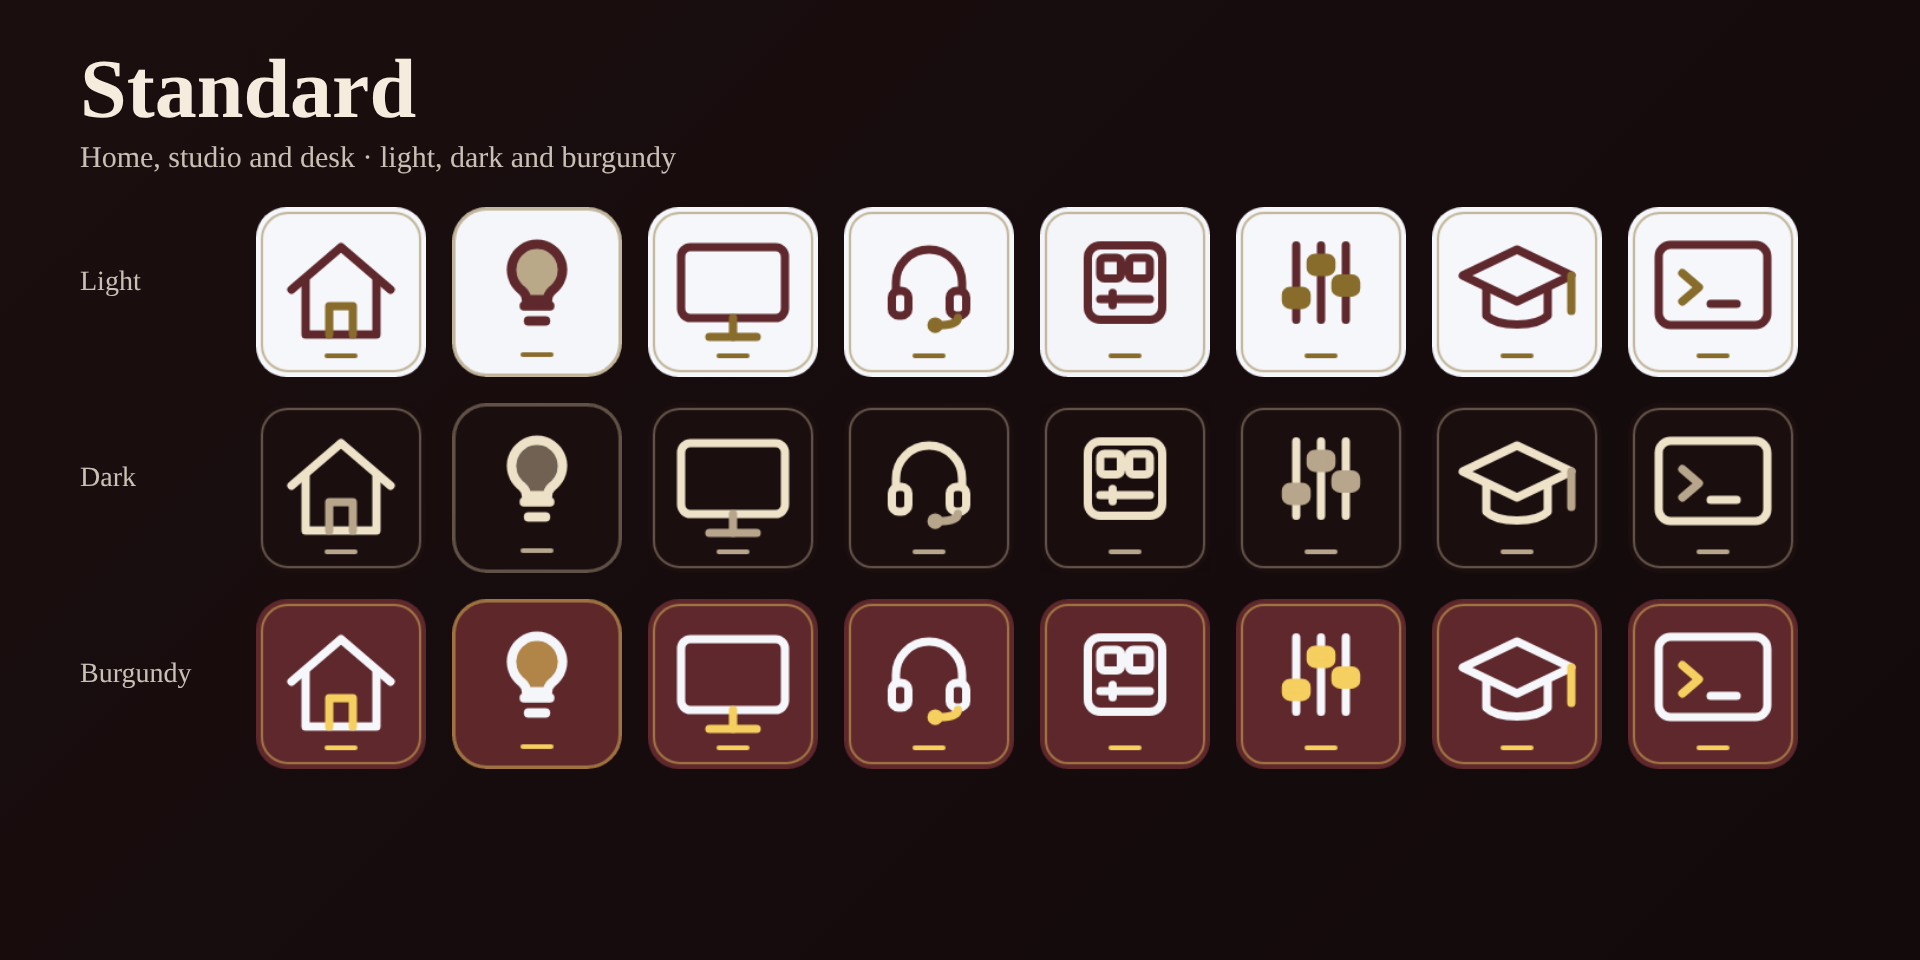 Standard
Home, studio and desk · light, dark and burgundy
Light
Dark
Burgundy